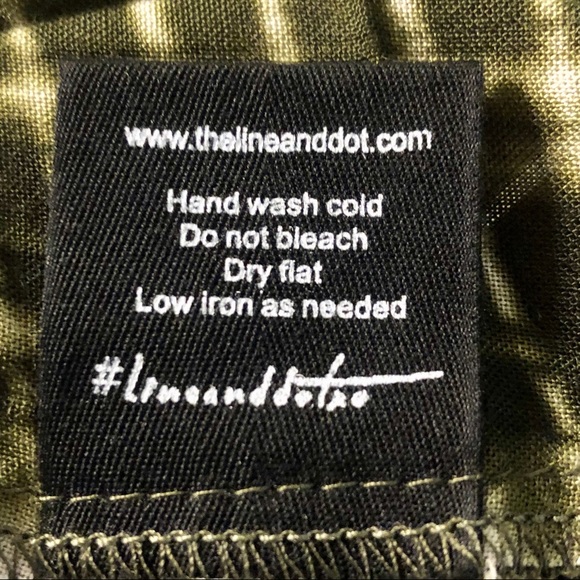 www.thelineanddot.com
Hand wash cold
Do not bleach
Dry flat
Low iron as needed
#lineanddotxo